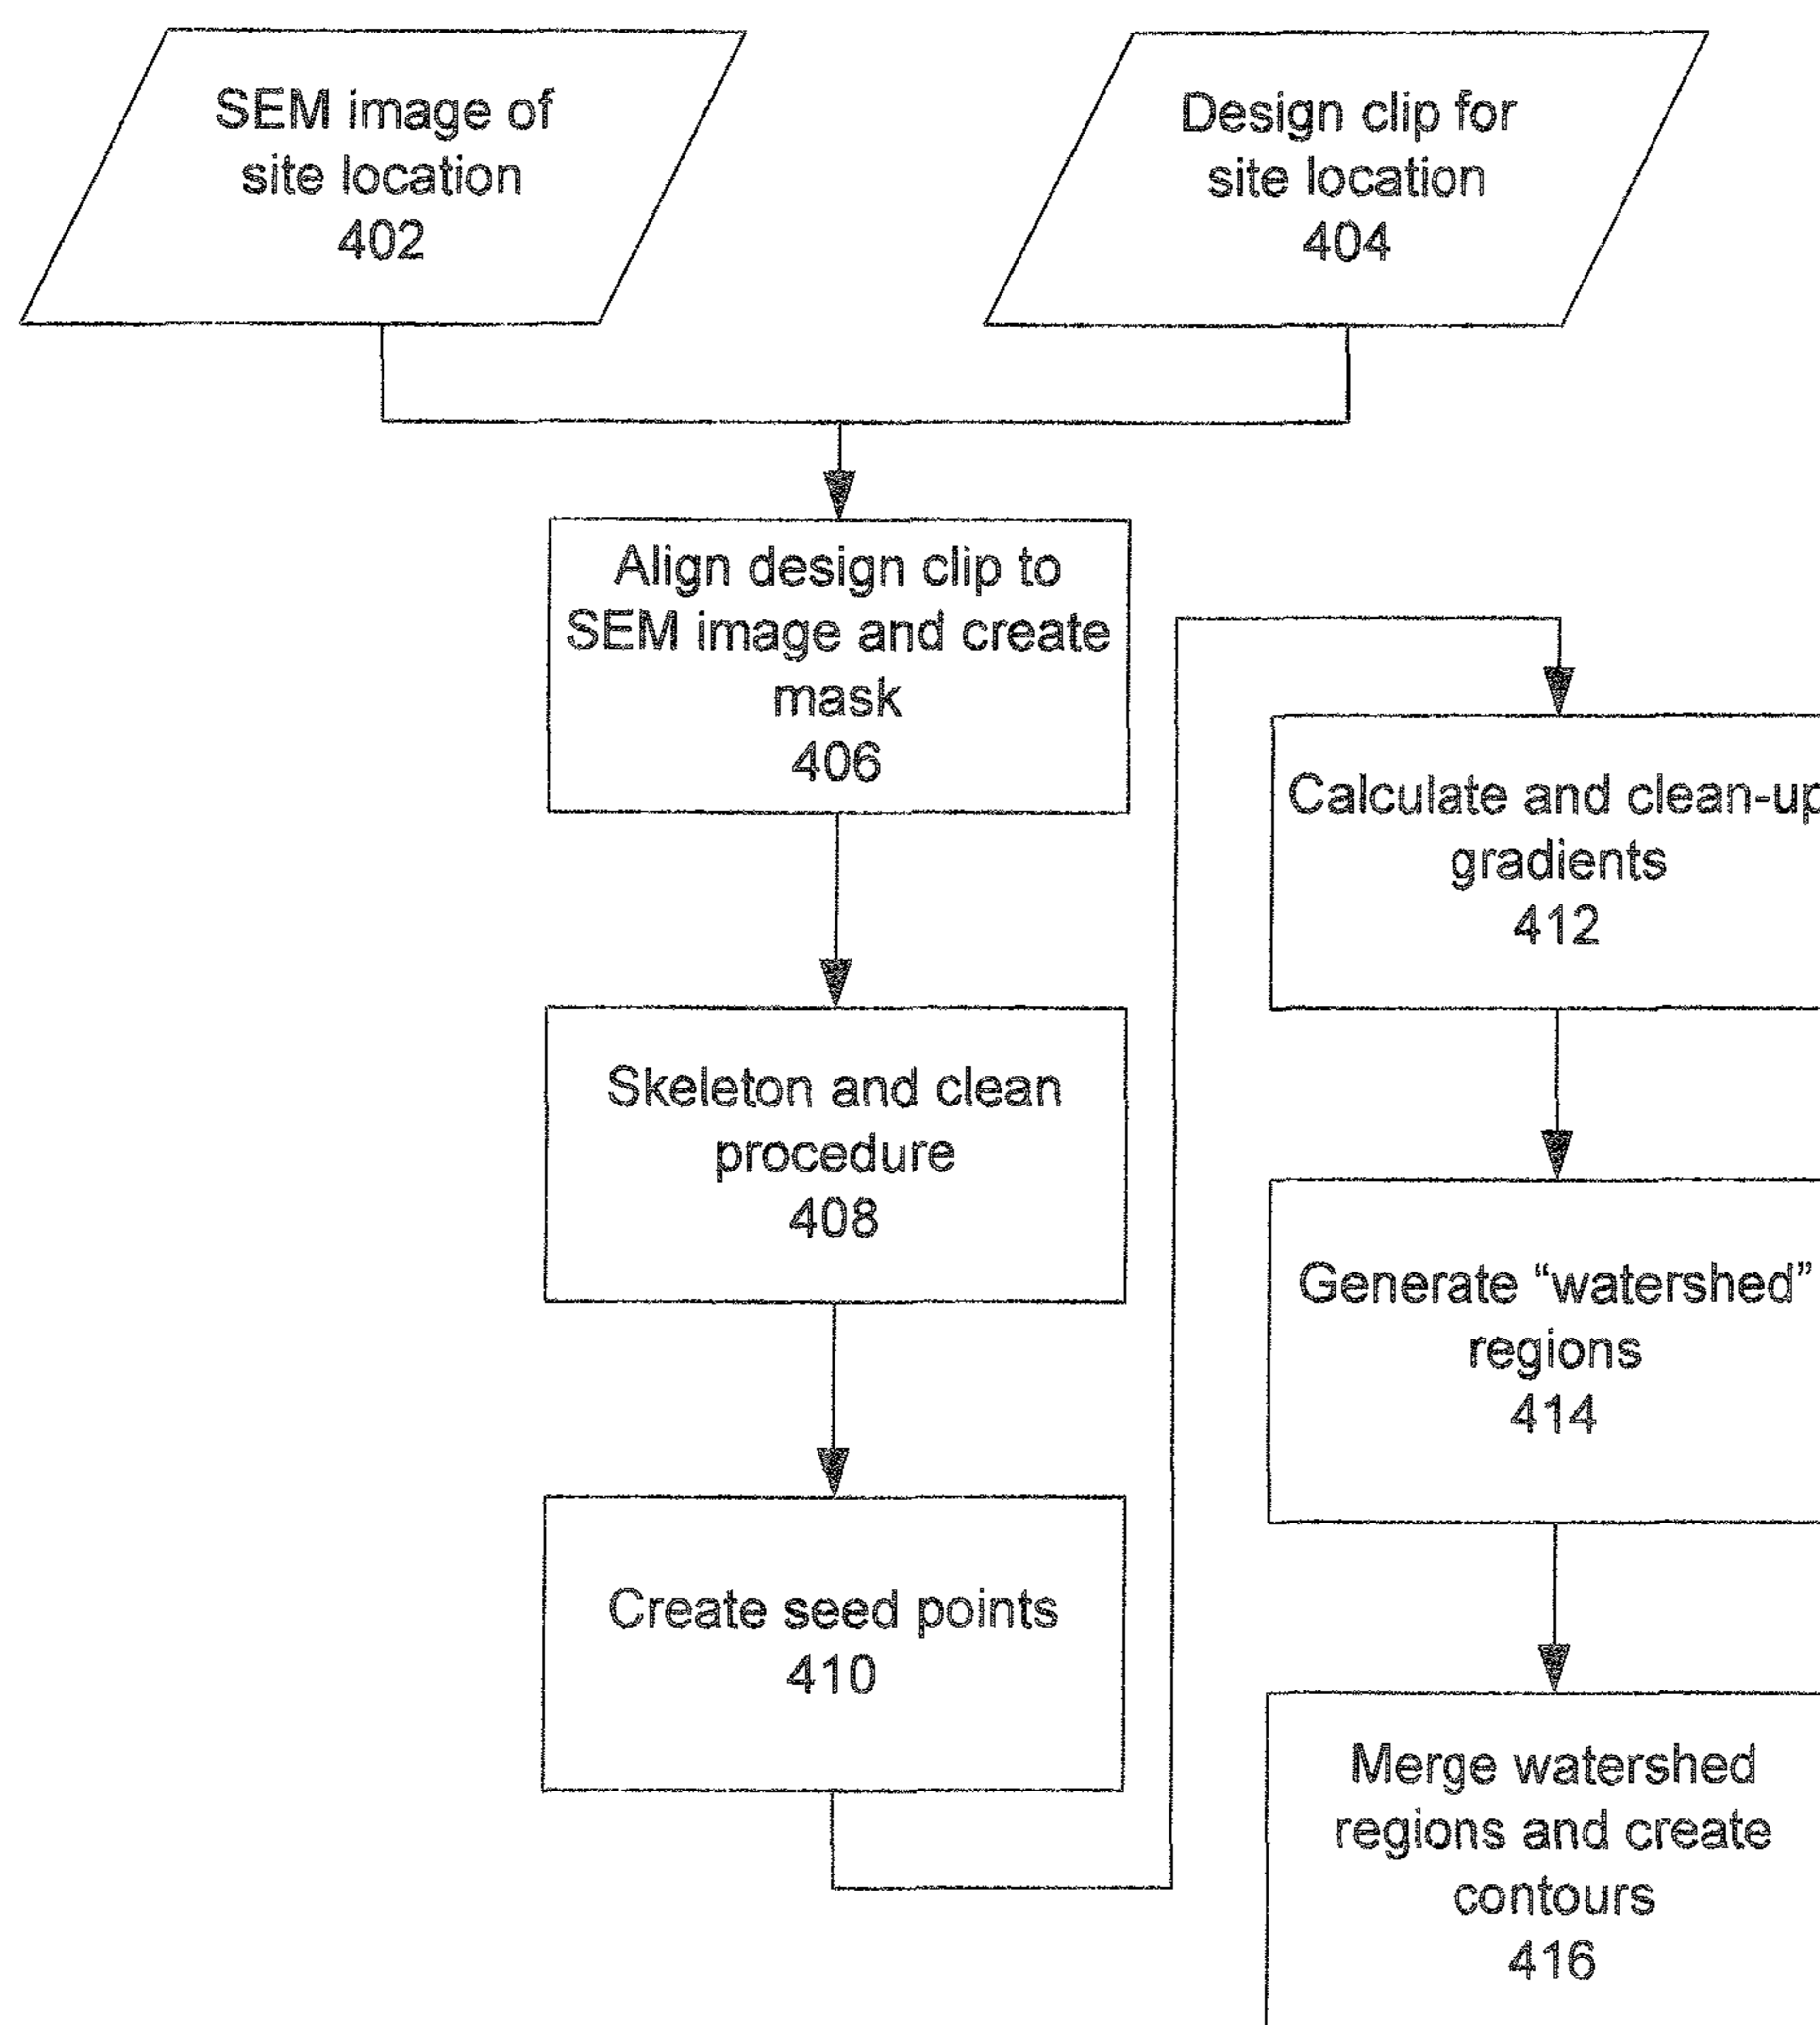 SEM image of
site location
402
Design clip for
site location
404
Align design clip to
SEM image and create
mask
406
Skeleton and clean
procedure
408
Create seed points
410
Calculate and clean-up
gradients
412
Generate “watershed”
regions
414
Merge watershed
regions and create
contours
416